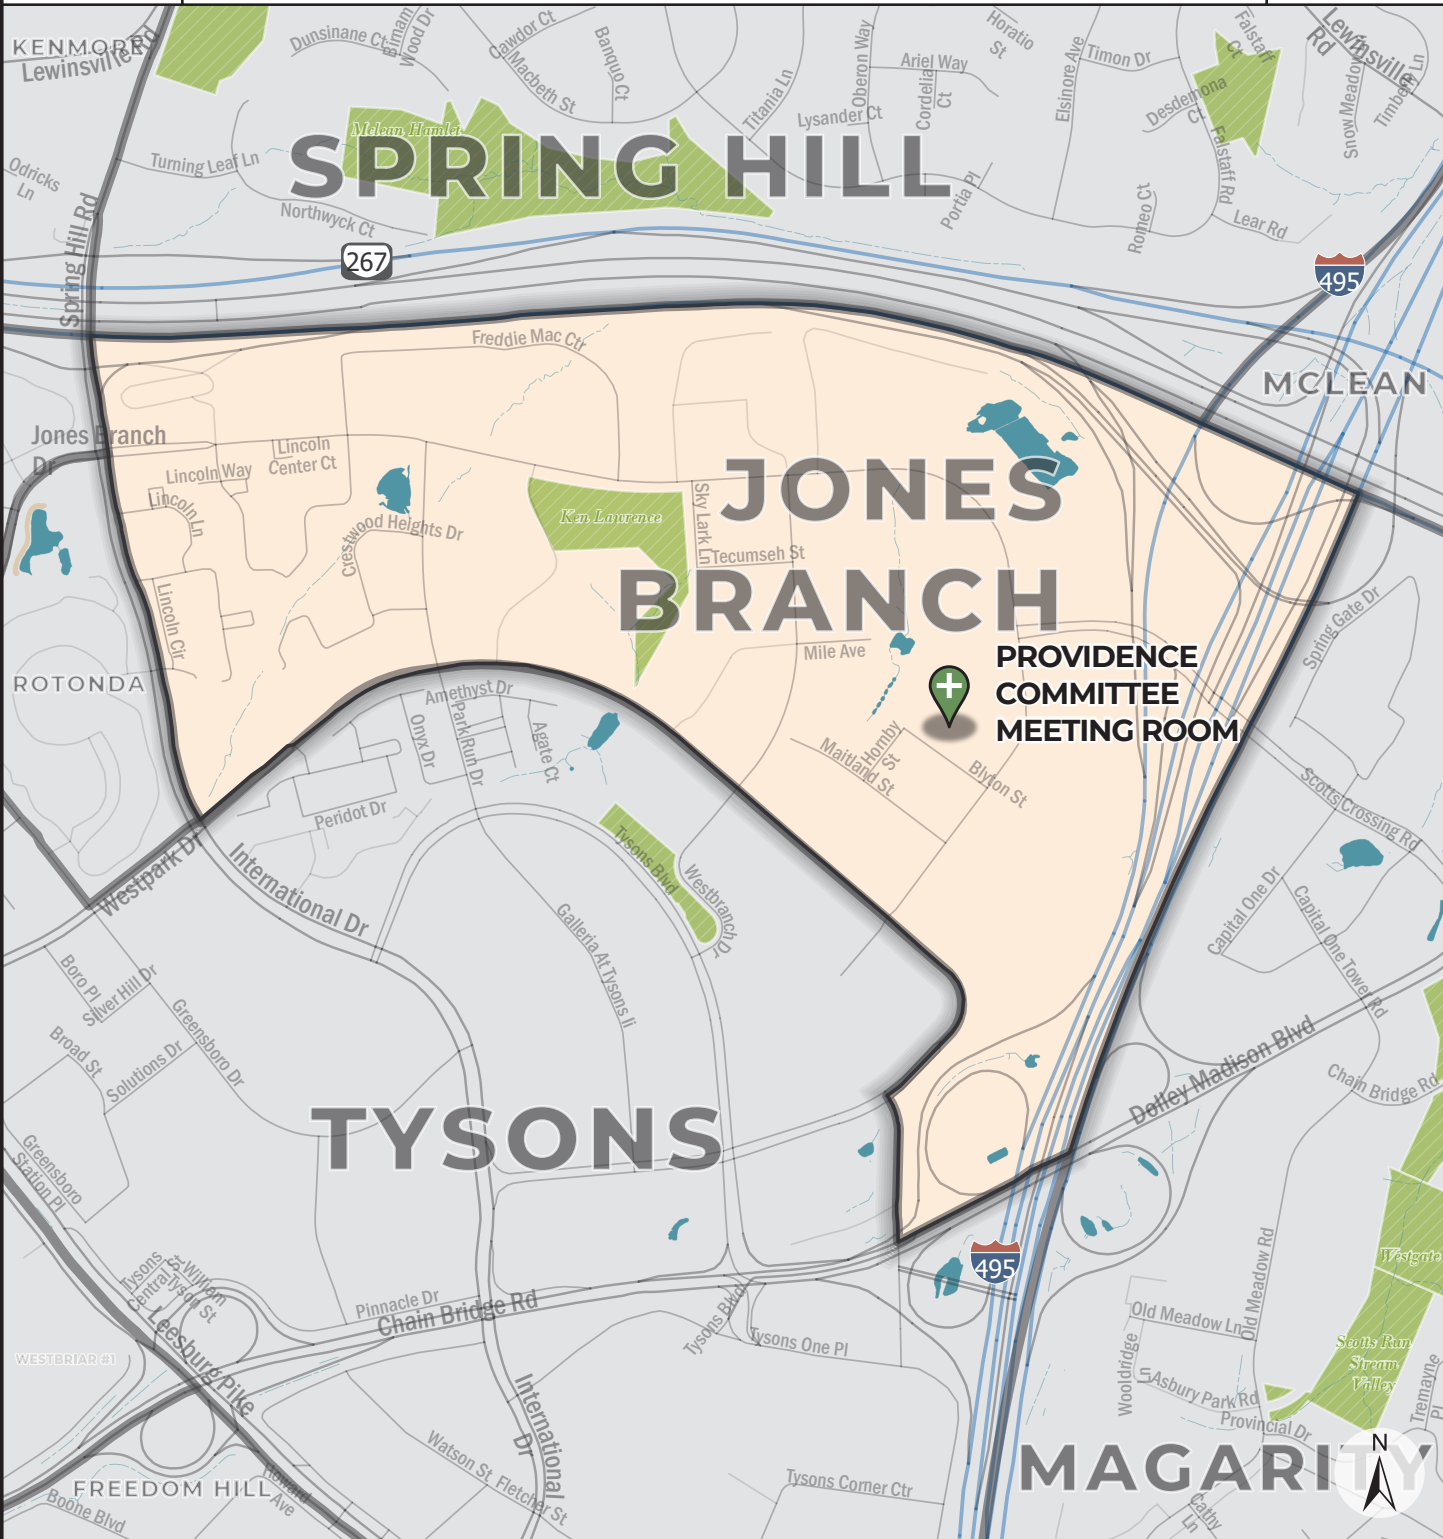 KENMORE
Lewinsville Rd
Dunsinane Ct
Birnam
Wood Dr
Cawdor Ct
Macbeth St
Banquo Ct
Titania Ln
Oberon Way
Lysander Ct
Ariel Way
Cordelia
Ct
Horatio
St
Elsinore Ave
Timon Dr
Desdemona
Ct
Falstaff
Ct
Falstaff Rd
Lewinsville
Rd
Snow Meadow Ln
Timberly Ln
Odricks
Ln
Turning Leaf Ln
Mclean Hamlet
SPRING HILL
Northwyck Ct
Portia Pl
Romeo Ct
Lear Rd
Spring Hill Rd
267
495
Freddie Mac Ctr
MCLEAN
Jones Branch
Dr
Lincoln
Center Ct
Lincoln Way
Lincoln Ln
Crestwood Heights Dr
Ken Lawrence
Sky Lark Ln
Tecumseh St
JONES
BRANCH
Lincoln Cir
Mile Ave
Spring Gate Dr
PROVIDENCE
COMMITTEE
MEETING ROOM
ROTONDA
Amethyst Dr
Onyx Dr
Park Run Dr
Agate Ct
Peridot Dr
Maitland St
Hornby
St
Blyton St
Scotts Crossing Rd
Westpark Dr
International Dr
Tysons Blvd
Westbranch
Dr
Galleria At Tysons Ii
Capital One Dr
Capital One Tower Rd
Boro Pl
Silver Hill Dr
Greensboro Dr
Broad St
Solutions Dr
Dolley Madison Blvd
Chain Bridge Rd
TYSONS
Greensboro
Station Pl
Tysons
Central St
William
Tyson St
Leesburg Pike
Pinnacle Dr
Chain Bridge Rd
495
Tysons Blvd
Tysons One Pl
Old Meadow Rd
Old Meadow Ln
Westgate
Scotts Run
Stream
Valley
WESTBRIAR #1
Wooldridge
Ln
Asbury Park Rd
Provincial Dr
Tremayne
Pl
International
Dr
Watson St
Fletcher St
Tysons Corner Ctr
MAGARITY
N
FREEDOM HILL
Howard
Ave
Boone Blvd
Cathy
Ln